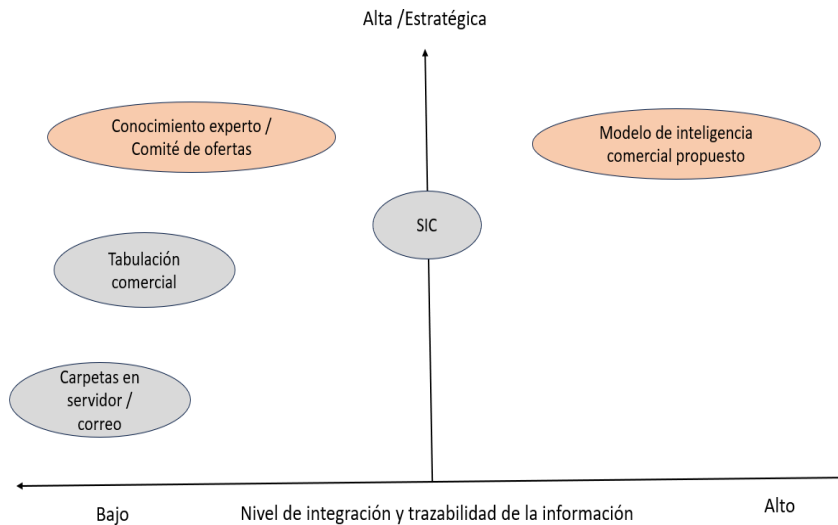 Alta /Estratégica
Conocimiento experto /
Comité de ofertas
Modelo de inteligencia
comercial propuesto
SIC
Tabulación
comercial
Carpetas en
servidor /
correo
Bajo
Nivel de integración y trazabilidad de la información
Alto